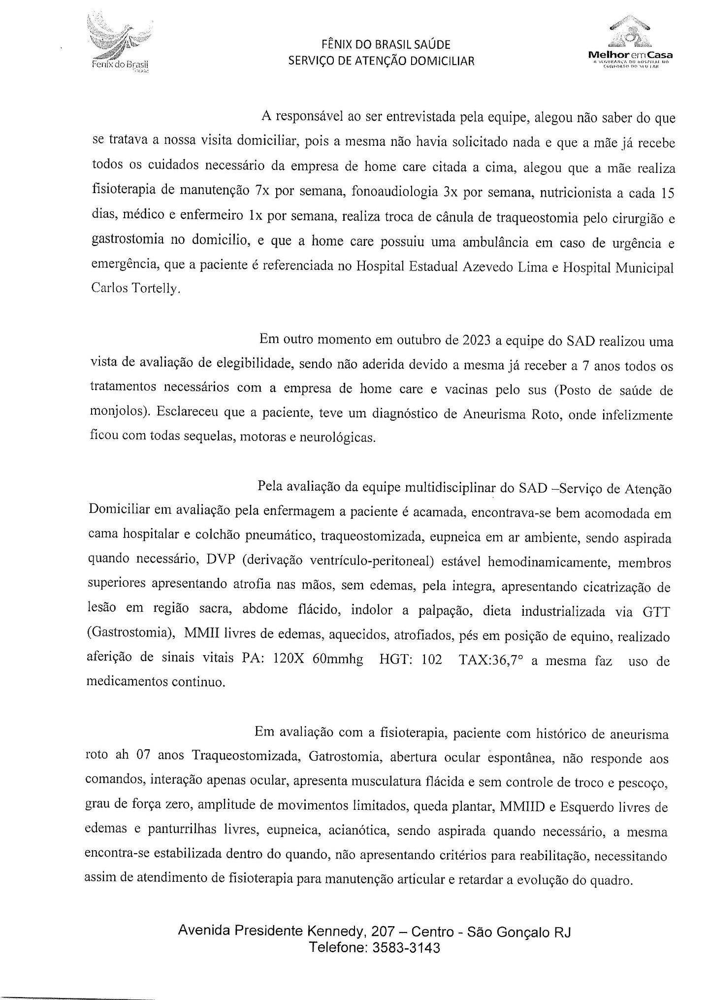 Fenix do Brasil
Saúde
FÊNIX DO BRASIL SAÚDE
SERVIÇO DE ATENÇÃO DOMICILIAR
Melhor em Casa
A SEGURANÇA DO HOSPITAL NO
CONFORTO DO SEU LAR
A responsável ao ser entrevistada pela equipe, alegou não saber do que
se tratava a nossa visita domiciliar, pois a mesma não havia solicitado nada e que a mãe já recebe
todos os cuidados necessário da empresa de home care citada a cima, alegou que a mãe realiza
fisioterapia de manutenção 7x por semana, fonoaudiologia 3x por semana, nutricionista a cada 15
dias, médico e enfermeiro 1x por semana, realiza troca de cânula de traqueostomia pelo cirurgião e
gastrostomia no domicilio, e que a home care possuiu uma ambulância em caso de urgência e
emergência, que a paciente é referenciada no Hospital Estadual Azevedo Lima e Hospital Municipal
Carlos Tortelly.
Em outro momento em outubro de 2023 a equipe do SAD realizou uma
vista de avaliação de elegibilidade, sendo não aderida devido a mesma já receber a 7 anos todos os
tratamentos necessários com a empresa de home care e vacinas pelo sus (Posto de saúde de
monjolos). Esclareceu que a paciente, teve um diagnóstico de Aneurisma Roto, onde infelizmente
ficou com todas sequelas, motoras e neurológicas.
Pela avaliação da equipe multidisciplinar do SAD –Serviço de Atenção
Domiciliar em avaliação pela enfermagem a paciente é acamada, encontrava-se bem acomodada em
cama hospitalar e colchão pneumático, traqueostomizada, eupneica em ar ambiente, sendo aspirada
quando necessário, DVP (derivação ventrículo-peritoneal) estável hemodinamicamente, membros
superiores apresentando atrofia nas mãos, sem edemas, pela integra, apresentando cicatrização de
lesão em região sacra, abdome flácido, indolor a palpação, dieta industrializada via GTT
(Gastrostomia), MMII livres de edemas, aquecidos, atrofiados, pés em posição de equino, realizado
aferição de sinais vitais PA: 120X 60mmhg HGT: 102 TAX:36,7° a mesma faz uso de
medicamentos continuo.
Em avaliação com a fisioterapia, paciente com histórico de aneurisma
roto ah 07 anos Traqueostomizada, Gatrostomia, abertura ocular espontânea, não responde aos
comandos, interação apenas ocular, apresenta musculatura flácida e sem controle de troco e pescoço,
grau de força zero, amplitude de movimentos limitados, queda plantar, MMIID e Esquerdo livres de
edemas e panturrilhas livres, eupneica, acianótica, sendo aspirada quando necessário, a mesma
encontra-se estabilizada dentro do quando, não apresentando critérios para reabilitação, necessitando
assim de atendimento de fisioterapia para manutenção articular e retardar a evolução do quadro.
Avenida Presidente Kennedy, 207 – Centro - São Gonçalo RJ
Telefone: 3583-3143